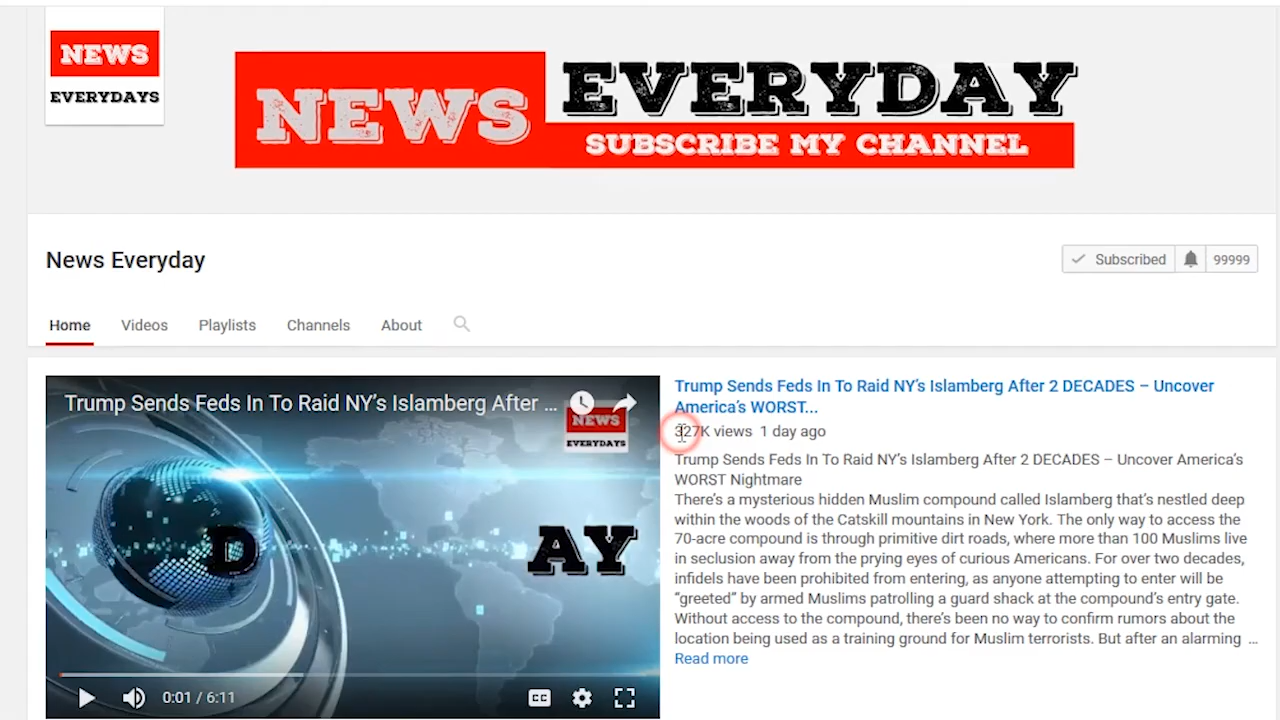 NEWS
EVERYDAYS
NEWS
EVERYDAY
SUBSCRIBE MY CHANNEL
News Everyday
Subscribed
99999
Home
Videos
Playlists
Channels
About
Trump Sends Feds In To Raid NY's Islamberg After ...
NEWS
EVERYDAYS
D
AY
0:01 / 6:11
CC
Trump Sends Feds In To Raid NY's Islamberg After 2 DECADES – Uncover
America's WORST...
327K views 1 day ago
Trump Sends Feds In To Raid NY's Islamberg After 2 DECADES – Uncover America's
WORST Nightmare
There's a mysterious hidden Muslim compound called Islamberg that's nestled deep
within the woods of the Catskill mountains in New York. The only way to access the
70-acre compound is through primitive dirt roads, where more than 100 Muslims live
in seclusion away from the prying eyes of curious Americans. For over two decades,
infidels have been prohibited from entering, as anyone attempting to enter will be
“greeted” by armed Muslims patrolling a guard shack at the compound's entry gate.
Without access to the compound, there's been no way to confirm rumors about the
location being used as a training ground for Muslim terrorists. But after an alarming ...
Read more